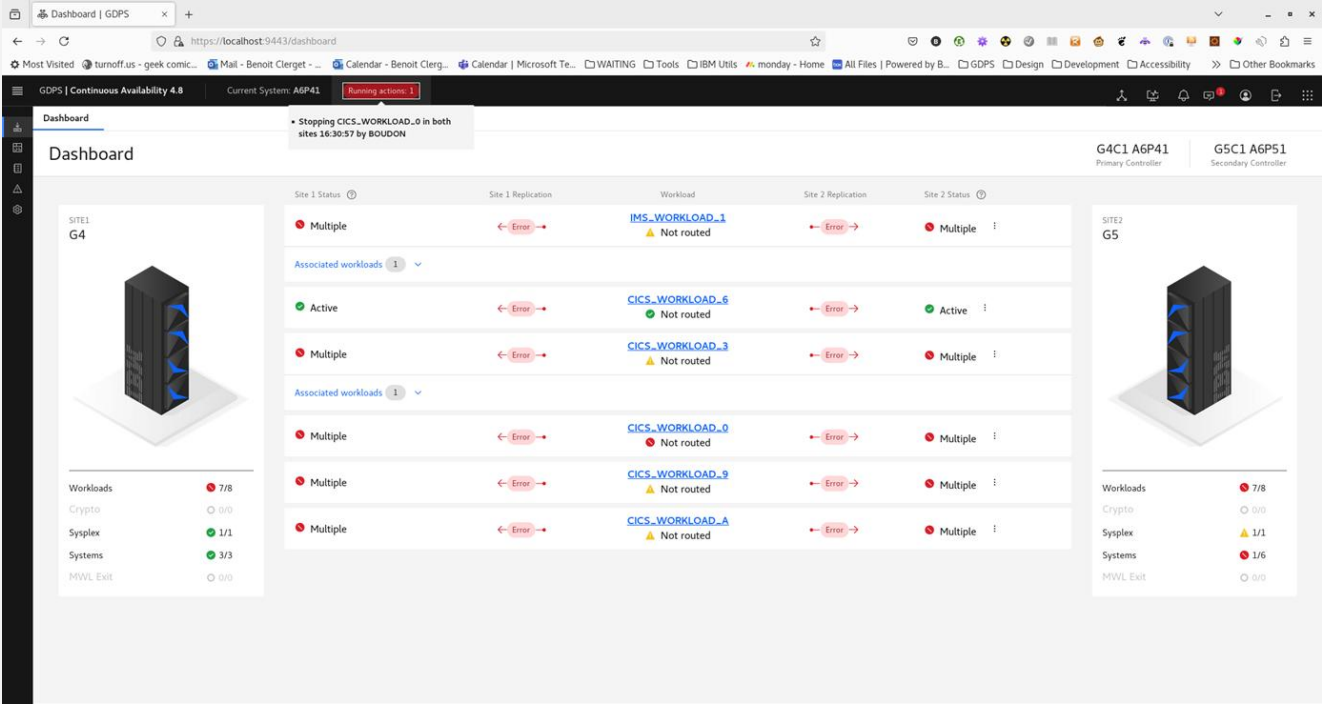 Dashboard | GDPS
https://localhost:9443/dashboard
Most Visited turnoff.us - geek comic... Mail - Benoit Clerget - ... Calendar - Benoit Clerg... Calendar | Microsoft Te... WAITING Tools IBM Utils monday - Home All Files | Powered by B... GDPS Design Development Accessibility Other Bookmarks
GDPS | Continuous Availability 4.8 Current System: A6P41 Running actions: 1
Dashboard
• Stopping CICS_WORKLOAD_0 in both
sites 16:30:57 by BOUDON
Dashboard
G4C1 A6P41 G5C1 A6P51
Primary Controller Secondary Controller
Site 1 Status Site 1 Replication Workload Site 2 Replication Site 2 Status
SITE1
G4
Workloads 7/8
Crypto 0/0
Sysplex 1/1
Systems 3/3
MWL Exit 0/0
Multiple Error IMS_WORKLOAD_1 Error Multiple
Not routed
Associated workloads 1
Active Error CICS_WORKLOAD_6 Error Active
Not routed
Multiple Error CICS_WORKLOAD_3 Error Multiple
Not routed
Associated workloads 1
Multiple Error CICS_WORKLOAD_0 Error Multiple
Not routed
Multiple Error CICS_WORKLOAD_9 Error Multiple
Not routed
Multiple Error CICS_WORKLOAD_A Error Multiple
Not routed
SITE2
G5
Workloads 7/8
Crypto 0/0
Sysplex 1/1
Systems 1/6
MWL Exit 0/0